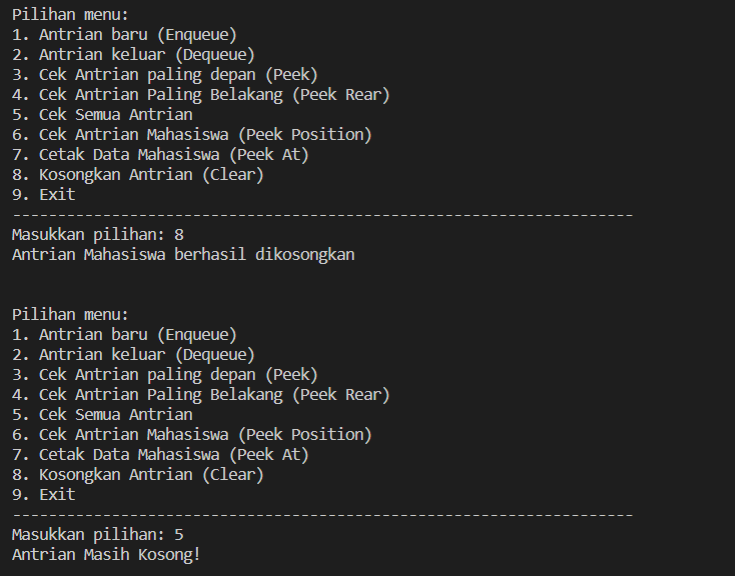 Pilihan menu:
1. Antrian baru (Enqueue)
2. Antrian keluar (Dequeue)
3. Cek Antrian paling depan (Peek)
4. Cek Antrian Paling Belakang (Peek Rear)
5. Cek Semua Antrian
6. Cek Antrian Mahasiswa (Peek Position)
7. Cetak Data Mahasiswa (Peek At)
8. Kosongkan Antrian (Clear)
9. Exit
---------------------------------------------------------------------
Masukkan pilihan: 8
Antrian Mahasiswa berhasil dikosongkan
Pilihan menu:
1. Antrian baru (Enqueue)
2. Antrian keluar (Dequeue)
3. Cek Antrian paling depan (Peek)
4. Cek Antrian Paling Belakang (Peek Rear)
5. Cek Semua Antrian
6. Cek Antrian Mahasiswa (Peek Position)
7. Cetak Data Mahasiswa (Peek At)
8. Kosongkan Antrian (Clear)
9. Exit
---------------------------------------------------------------------
Masukkan pilihan: 5
Antrian Masih Kosong!